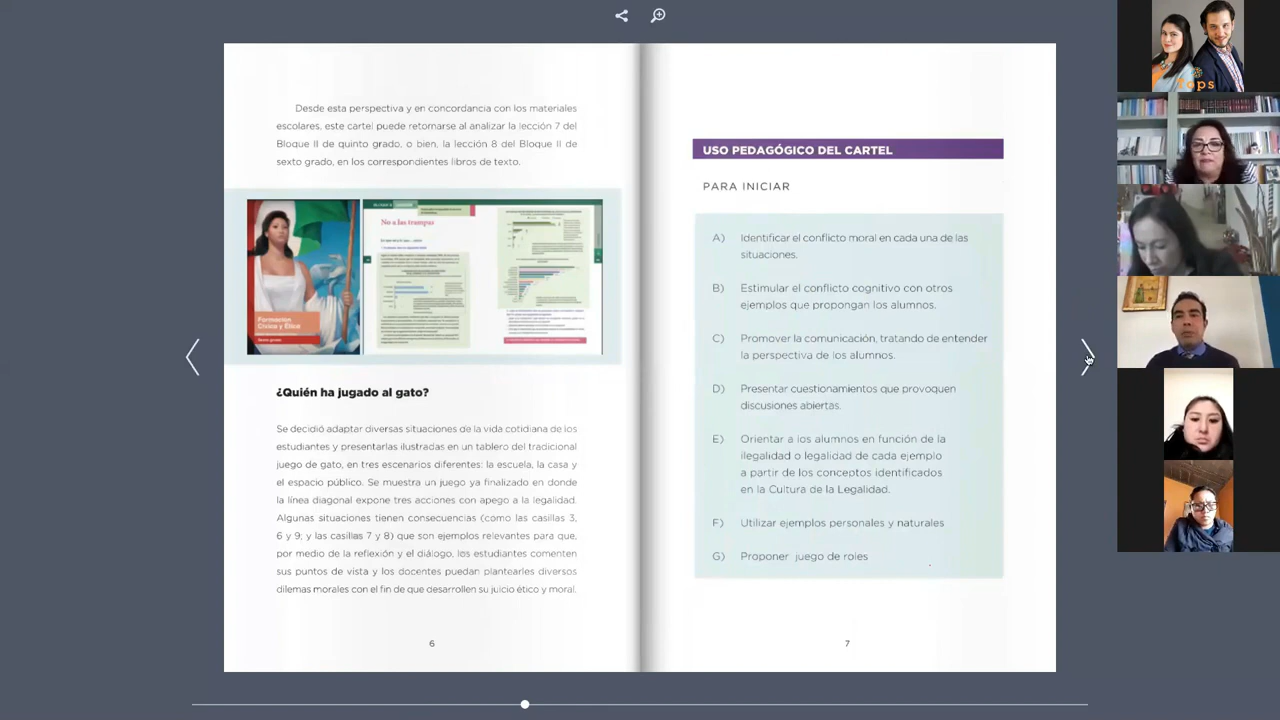 Desde esta perspectiva y en concordancia con los materiales
escolares, este cartel puede retomarse al analizar la lección 7 del
Bloque II de quinto grado, o bien, la lección 5 del Bloque II de
sexto grado, en los correspondientes libros de texto.
No a las trampas
Formación
Cívica y Ética
¿Quién ha jugado al gato?
Se decidió adaptar diversas situaciones de la vida cotidiana de los
estudiantes y presentarlas ilustradas en un tablero del tradicional
juego de gato, en tres escenarios diferentes: la escuela, la casa y
el espacio público. Se muestra un juego ya finalizado en donde
la línea diagonal expone tres acciones con apego a la legalidad.
Algunas situaciones tienen consecuencias (como las casillas 3,
6 y 9; y las casillas 7 y 8) que son ejemplos relevantes para que,
por medio de la reflexión y el diálogo, los estudiantes comenten
sus puntos de vista y los docentes puedan plantearles diversos
dilemas morales con el fin de que desarrollen su juicio ético y moral.
6
USO PEDAGÓGICO DEL CARTEL
PARA INICIAR
A) Identificar el conflicto moral en cada una de las
situaciones.
B) Estimular el conflicto cognitivo con otros
ejemplos que propongan los alumnos.
C) Promover la comunicación, tratando de entender
la perspectiva de los alumnos.
D) Presentar cuestionamientos que provoquen
discusiones abiertas.
E) Orientar a los alumnos en función de la
ilegalidad o legalidad de cada ejemplo
a partir de los conceptos identificados
en la Cultura de la Legalidad.
F) Utilizar ejemplos personales y naturales
G) Proponer juego de roles
7
Tops